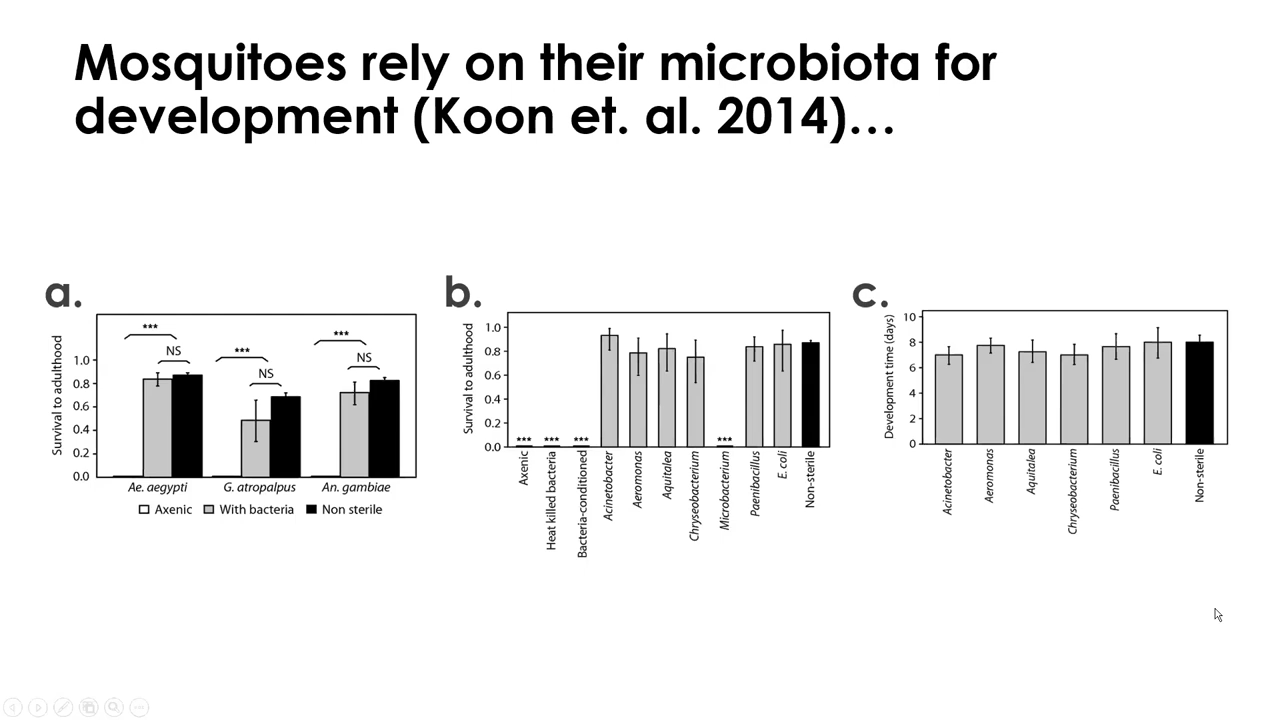 Mosquitoes rely on their microbiota for
development (Koon et. al. 2014)…
a.
Survival to adulthood
1.0
0.8
0.6
0.4
0.2
0.0
***
NS
***
NS
***
NS
Ae. aegypti
G. atropalpus
An. gambiae
Axenic
With bacteria
Non sterile
b.
Survival to adulthood
1.0
0.8
0.6
0.4
0.2
0.0
***
***
***
***
Axenic
Heat killed bacteria
Bacteria-conditioned
Acinetobacter
Aeromonas
Aquitalea
Chryseobacterium
Microbacterium
Paenibacillus
E. coli
Non-sterile
c.
Development time (days)
10
8
6
4
2
0
Acinetobacter
Aeromonas
Aquitalea
Chryseobacterium
Paenibacillus
E. coli
Non-sterile